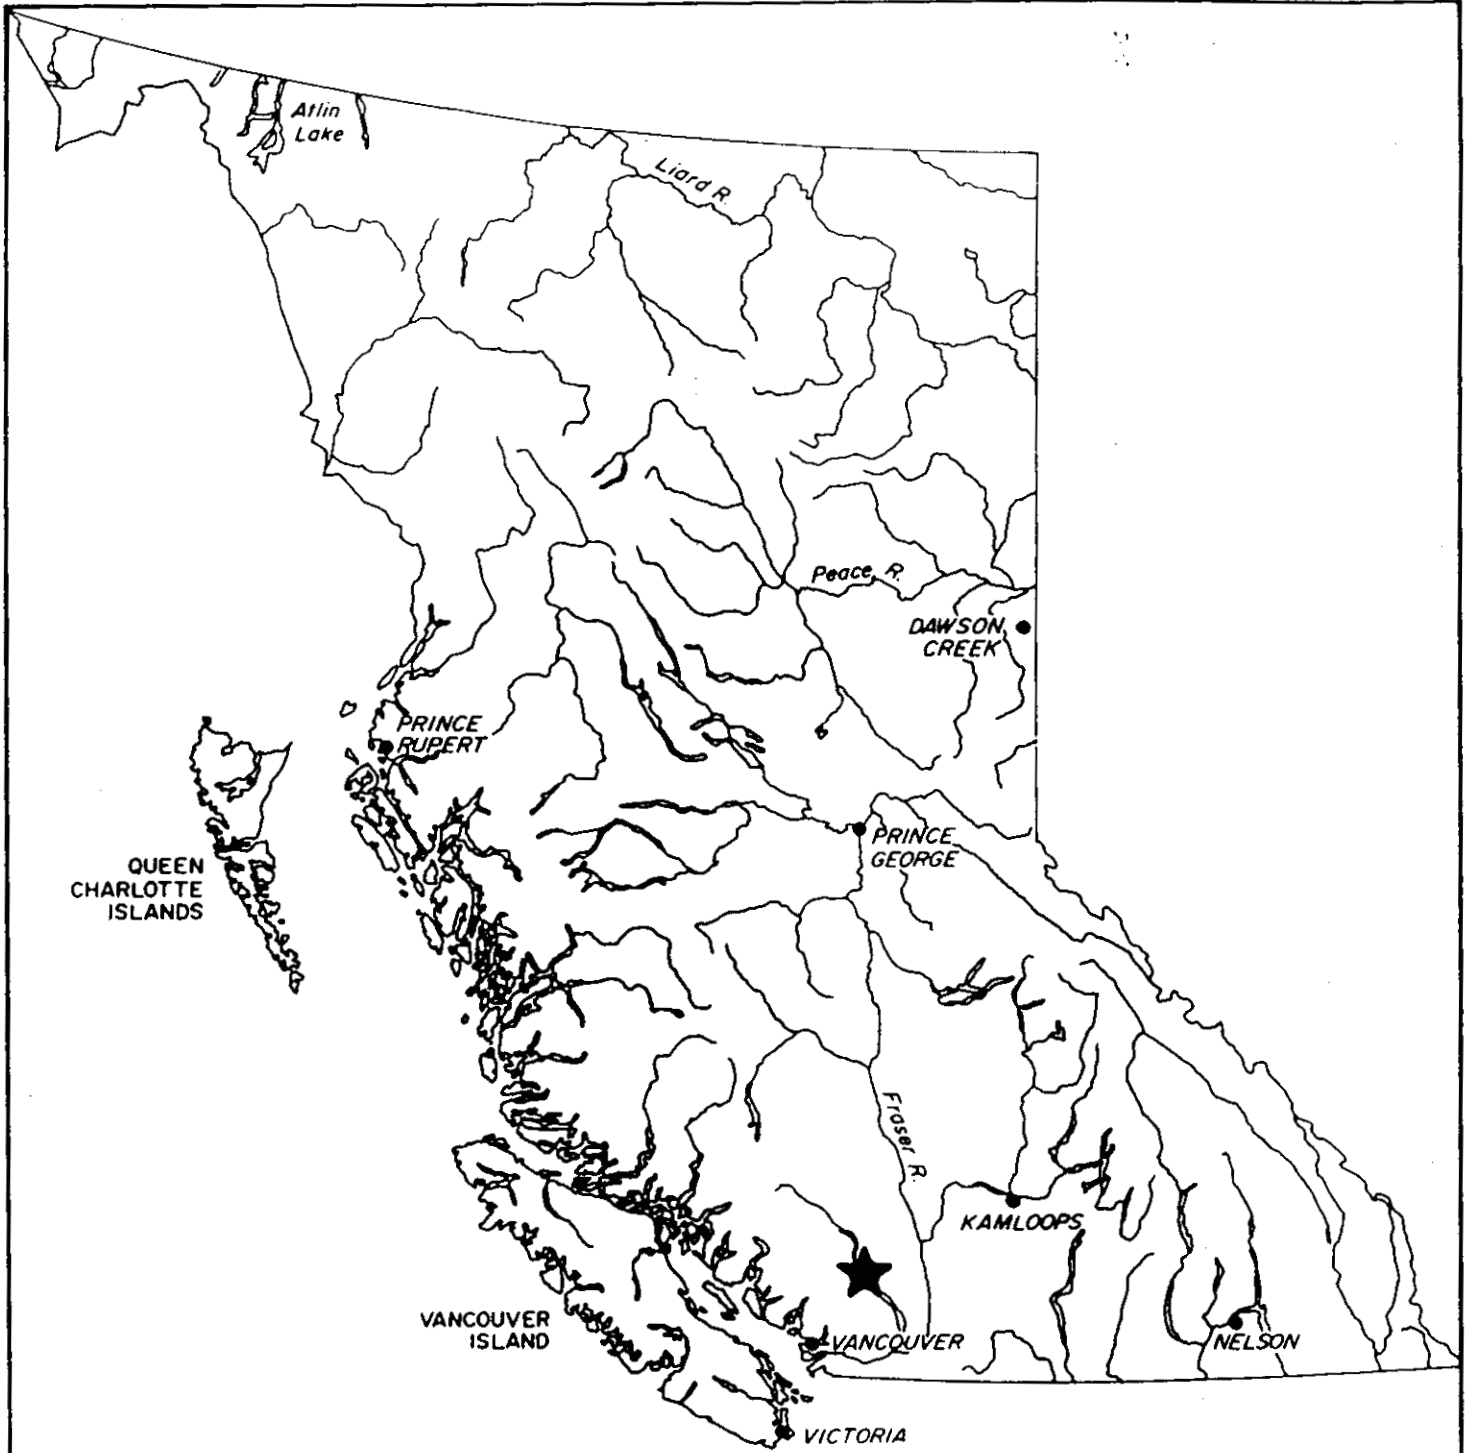 Atlin
Lake
Liard R.
Peace R.
DAWSON
CREEK
PRINCE
RUPERT
PRINCE
GEORGE
QUEEN
CHARLOTTE
ISLANDS
Fraser R.
KAMLOOPS
VANCOUVER
ISLAND
VANCOUVER
NELSON
VICTORIA